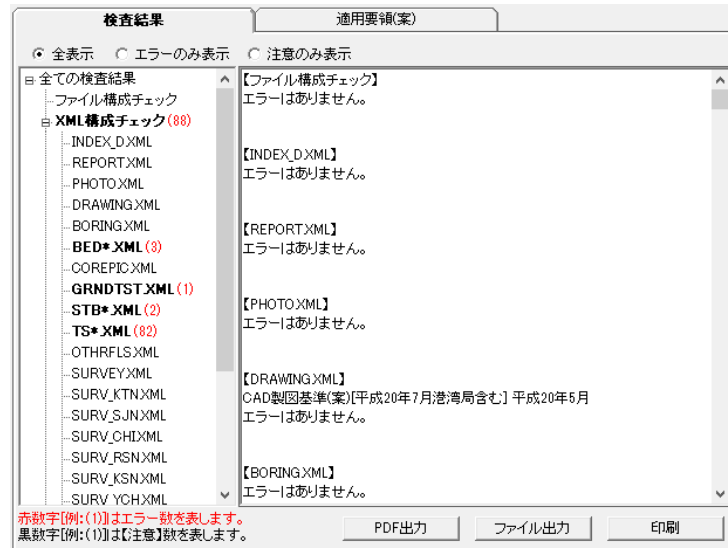 検査結果
適用要領(案)
全表示 エラーのみ表示 注意のみ表示
全ての検査結果
ファイル構成チェック
XML構成チェック(88)
INDEX_D.XML
REPORT.XML
PHOTO.XML
DRAWING.XML
BORING.XML
BED*.XML(3)
COREPIC.XML
GRNDTST.XML(1)
STB*.XML(2)
TS*.XML(82)
OTHRFLS.XML
SURVEY.XML
SURV_KTN.XML
SURV_SJN.XML
SURV_CHI.XML
SURV_RSN.XML
SURV_KSN.XML
SURV_YCH.XML
【ファイル構成チェック】
エラーはありません。
【INDEX_D.XML】
エラーはありません。
【REPORT.XML】
エラーはありません。
【PHOTO.XML】
エラーはありません。
【DRAWING.XML】
CAD製図基準(案)[平成20年7月港湾局含む] 平成20年5月
エラーはありません。
【BORING.XML】
エラーはありません。
赤数字[例:(1)]はエラー数を表します。
黒数字[例:(1)]は【注意】数を表します。
PDF出力
ファイル出力
印刷